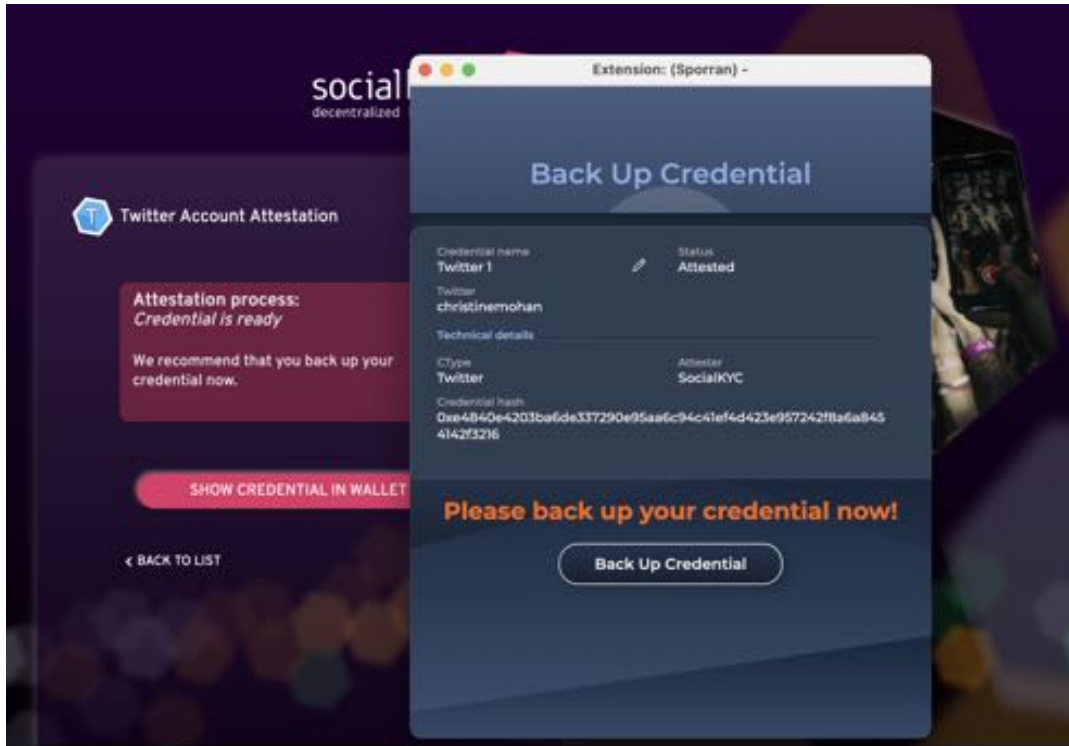 social
decentralized
Twitter Account Attestation
Attestation process:
Credential is ready
We recommend that you back up your
credential now.
SHOW CREDENTIAL IN WALLET
< BACK TO LIST
Extension: (Sporran) -
Back Up Credential
Credential name
Twitter 1
Status
Attested
Twitter
christinemohan
Technical details
CType
Twitter
Attester
SocialKYC
Credential hash
0xe4840e4203ba6de337290e95aa6c94c41ef4d423e957242f8a6a845
4142f3216
Please back up your credential now!
Back Up Credential